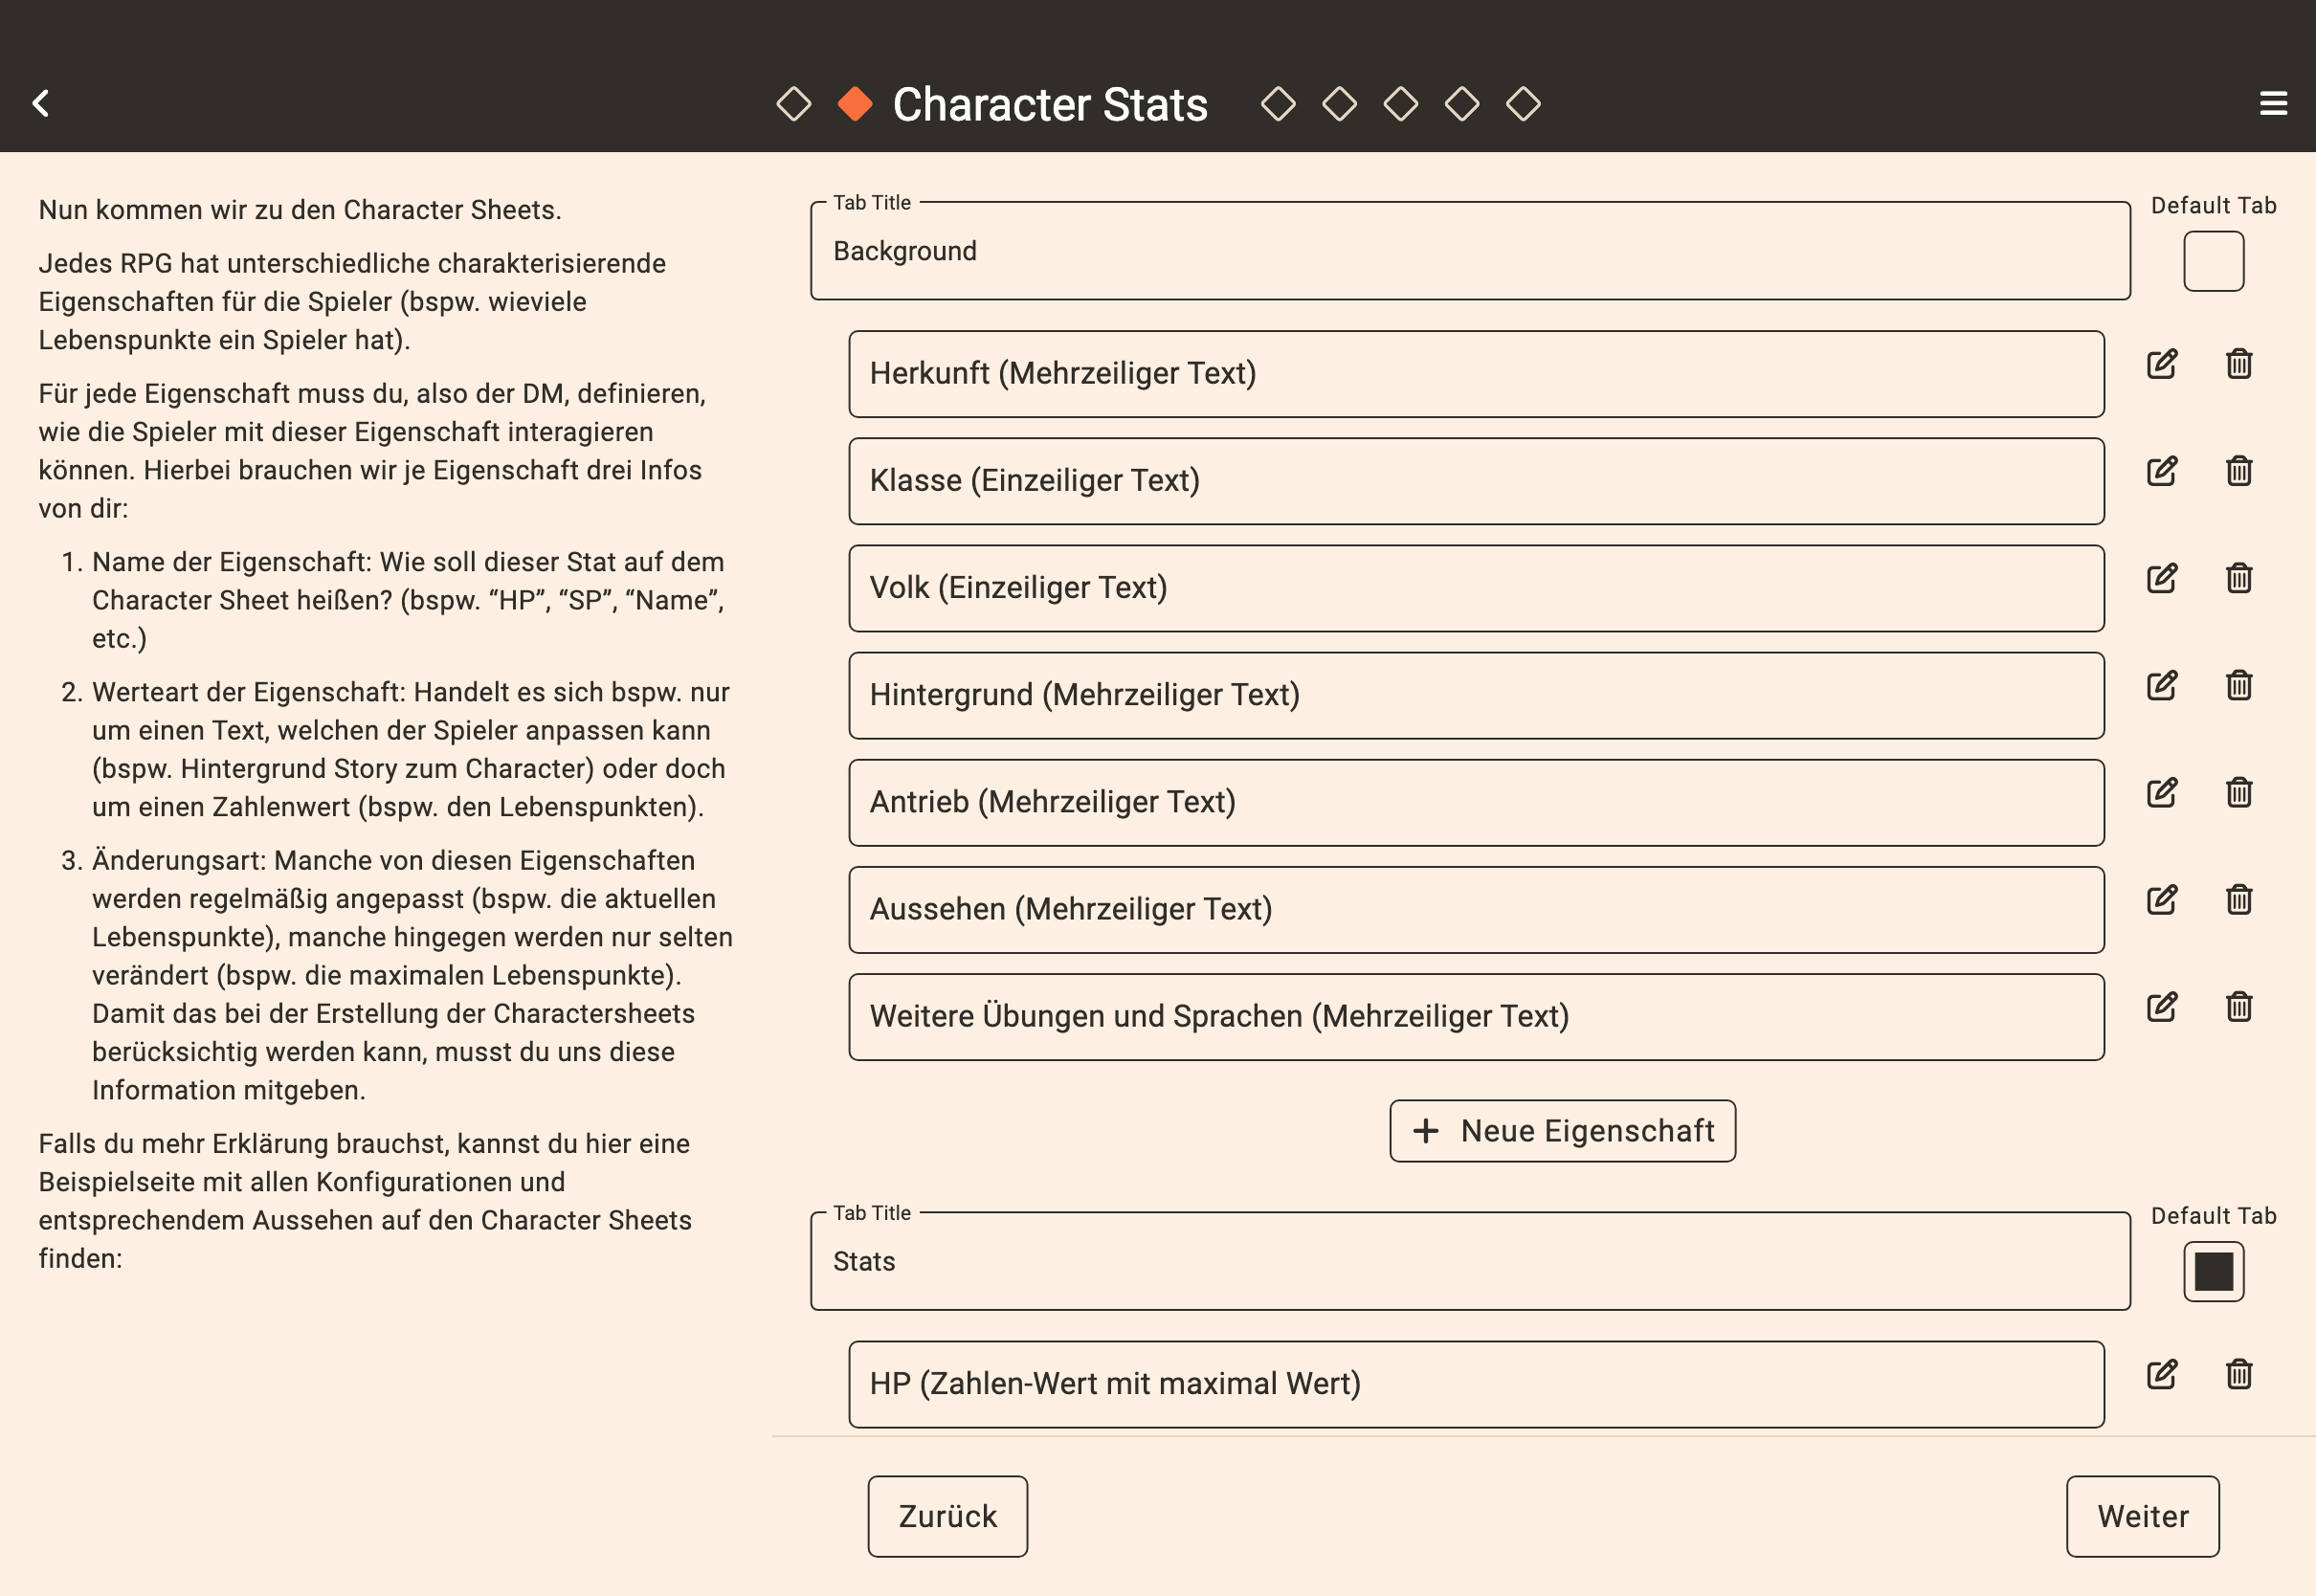 Character Stats
Nun kommen wir zu den Character Sheets.
Jedes RPG hat unterschiedliche charakterisierende
Eigenschaften für die Spieler (bspw. wieviele
Lebenspunkte ein Spieler hat).
Für jede Eigenschaft muss du, also der DM, definieren,
wie die Spieler mit dieser Eigenschaft interagieren
können. Hierbei brauchen wir je Eigenschaft drei Infos
von dir:
1. Name der Eigenschaft: Wie soll dieser Stat auf dem
Character Sheet heißen? (bspw. “HP”, “SP”, “Name”,
etc.)
2. Werteart der Eigenschaft: Handelt es sich bspw. nur
um einen Text, welchen der Spieler anpassen kann
(bspw. Hintergrund Story zum Character) oder doch
um einen Zahlenwert (bspw. den Lebenspunkten).
3. Änderungsart: Manche von diesen Eigenschaften
werden regelmäßig angepasst (bspw. die aktuellen
Lebenspunkte), manche hingegen werden nur selten
verändert (bspw. die maximalen Lebenspunkte).
Damit das bei der Erstellung der Charactersheets
berücksichtig werden kann, musst du uns diese
Information mitgeben.
Falls du mehr Erklärung brauchst, kannst du hier eine
Beispielseite mit allen Konfigurationen und
entsprechendem Aussehen auf den Character Sheets
finden:
Tab Title
Background
Default Tab
Herkunft (Mehrzeiliger Text)
Klasse (Einzeiliger Text)
Volk (Einzeiliger Text)
Hintergrund (Mehrzeiliger Text)
Antrieb (Mehrzeiliger Text)
Aussehen (Mehrzeiliger Text)
Weitere Übungen und Sprachen (Mehrzeiliger Text)
+ Neue Eigenschaft
Tab Title
Stats
Default Tab
HP (Zahlen-Wert mit maximal Wert)
Zurück
Weiter